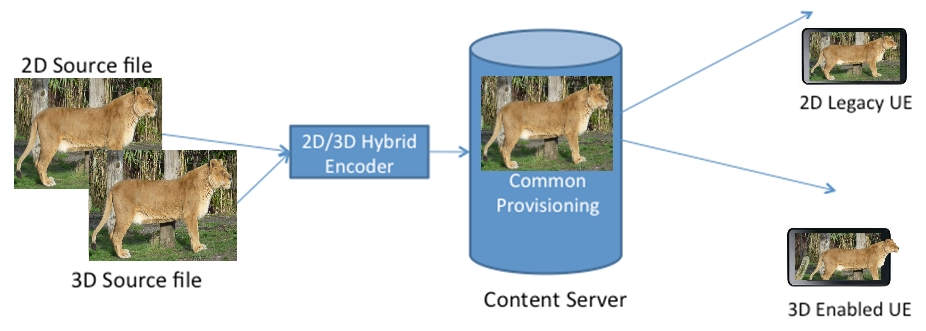 2D Source file
3D Source file
2D/3D Hybrid
Encoder
Common
Provisioning
Content Server
2D Legacy UE
3D Enabled UE